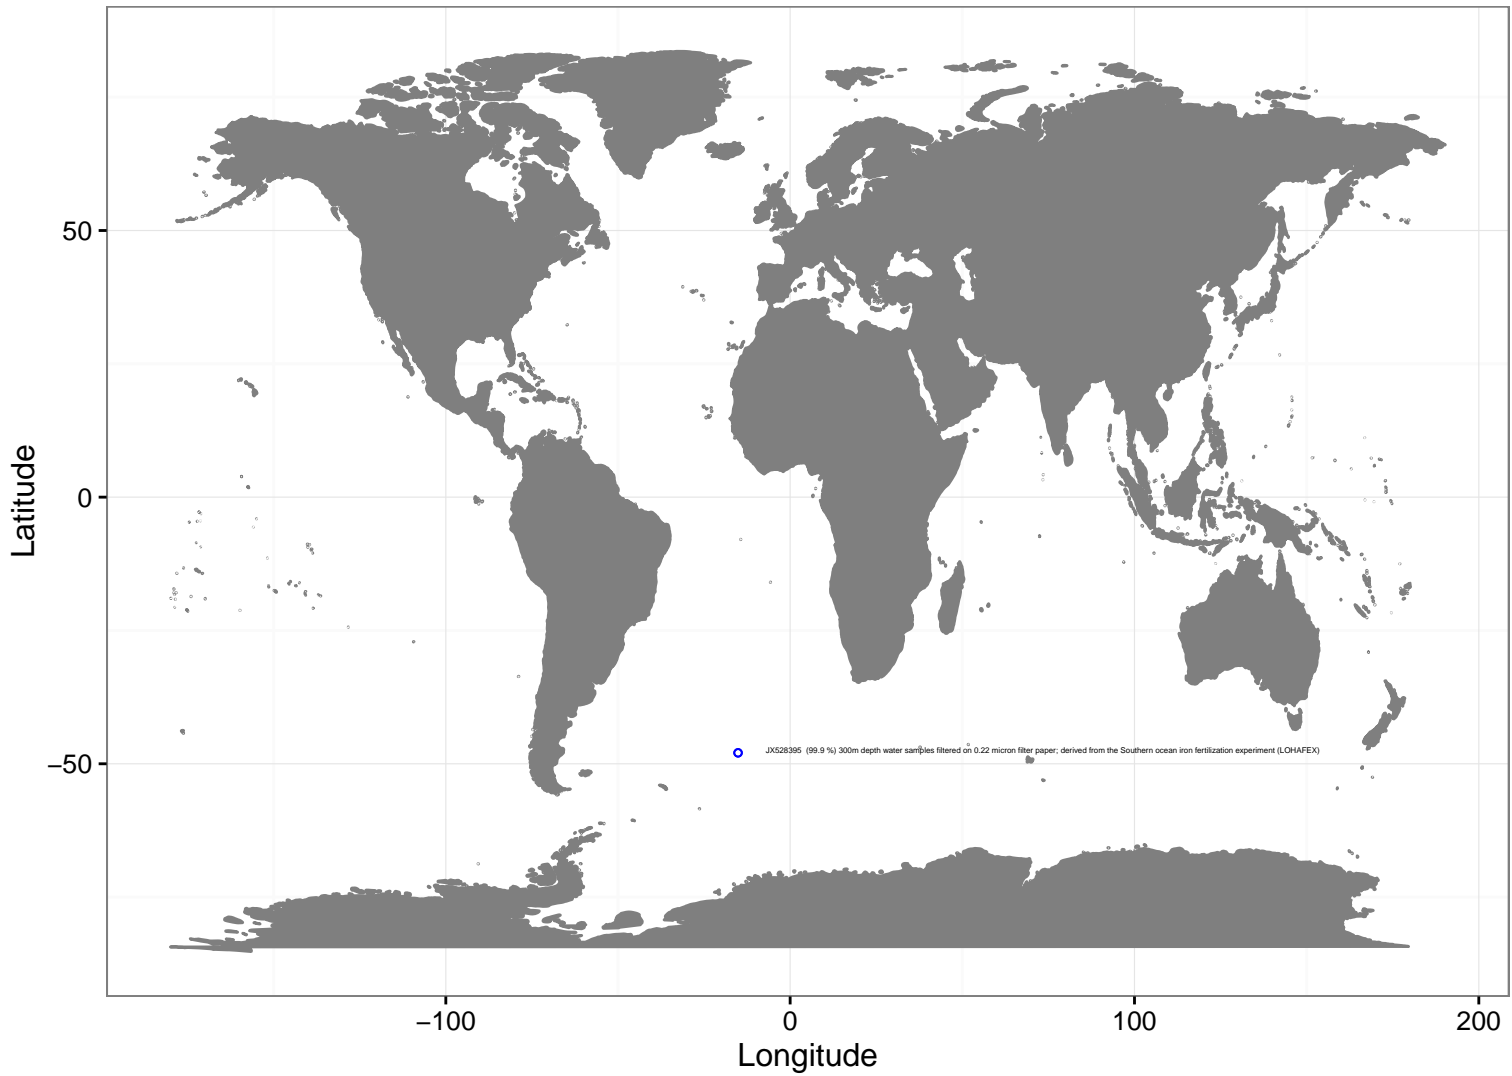 50
0
−50
Latitude
JX528395 (99.9 %) 300m depth water samples filtered on 0.22 micron filter paper; derived from the Southern ocean iron fertilization experiment (LOHAFEX)
−100
0
100
200
Longitude